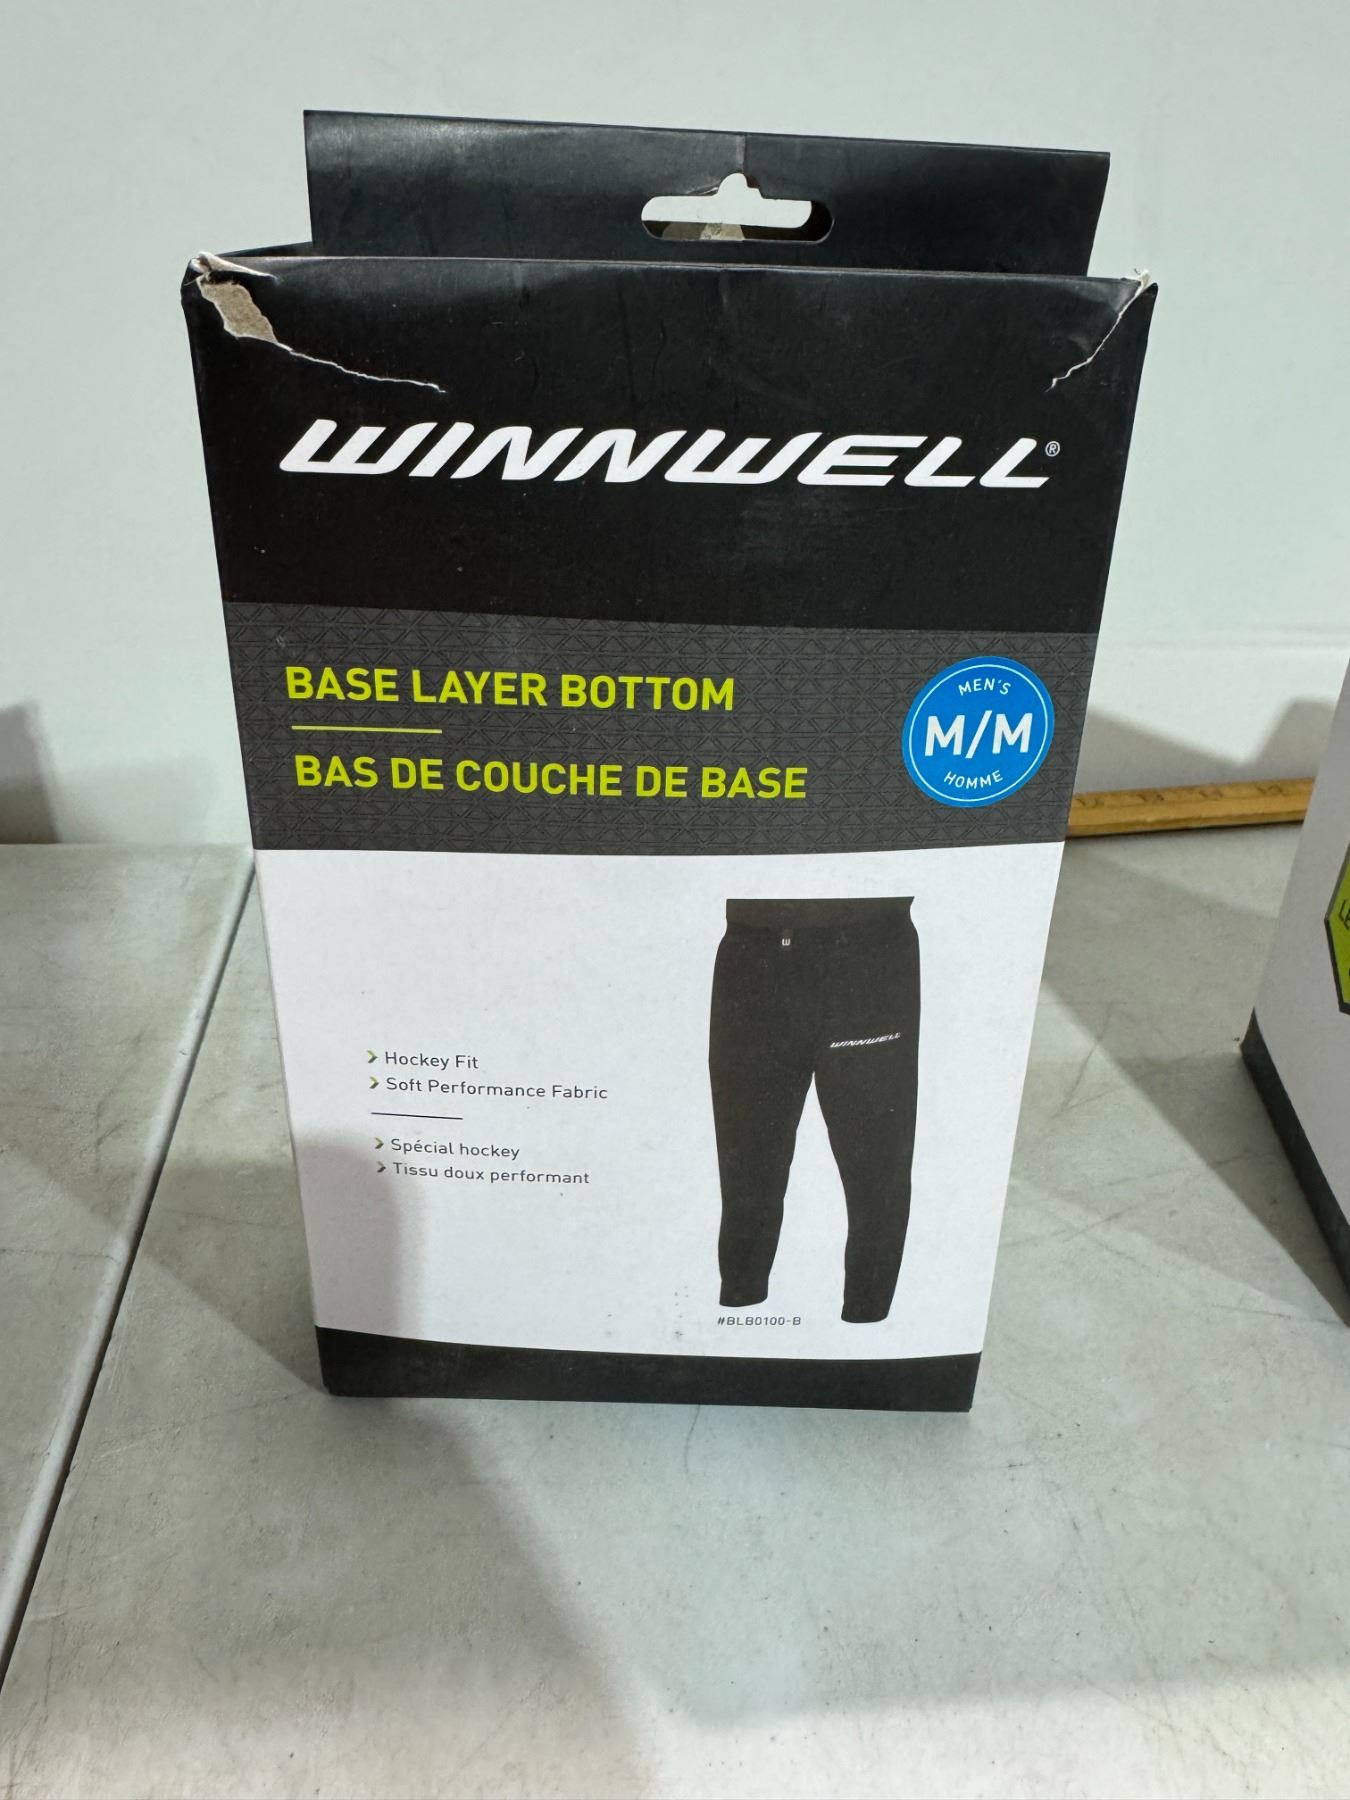 WINNWELL®
BASE LAYER BOTTOM
BAS DE COUCHE DE BASE
MEN'S
M/M
HOMME
W
WINNWELL
Hockey Fit
Soft Performance Fabric
Spécial hockey
Tissu doux performant
#BLB0100-B